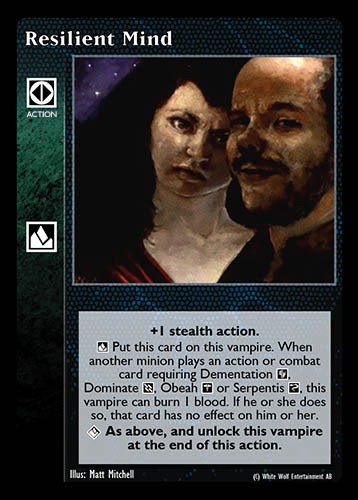 Resilient Mind
ACTION
+1 stealth action.
Put this card on this vampire. When
another minion plays an action or combat
card requiring Dementation,
Dominate, Obeah or Serpentis, this
vampire can burn 1 blood. If he or she does
so, that card has no effect on him or her.
As above, and unlock this vampire
at the end of this action.
Illus: Matt Mitchell
(C) White Wolf Entertainment AB